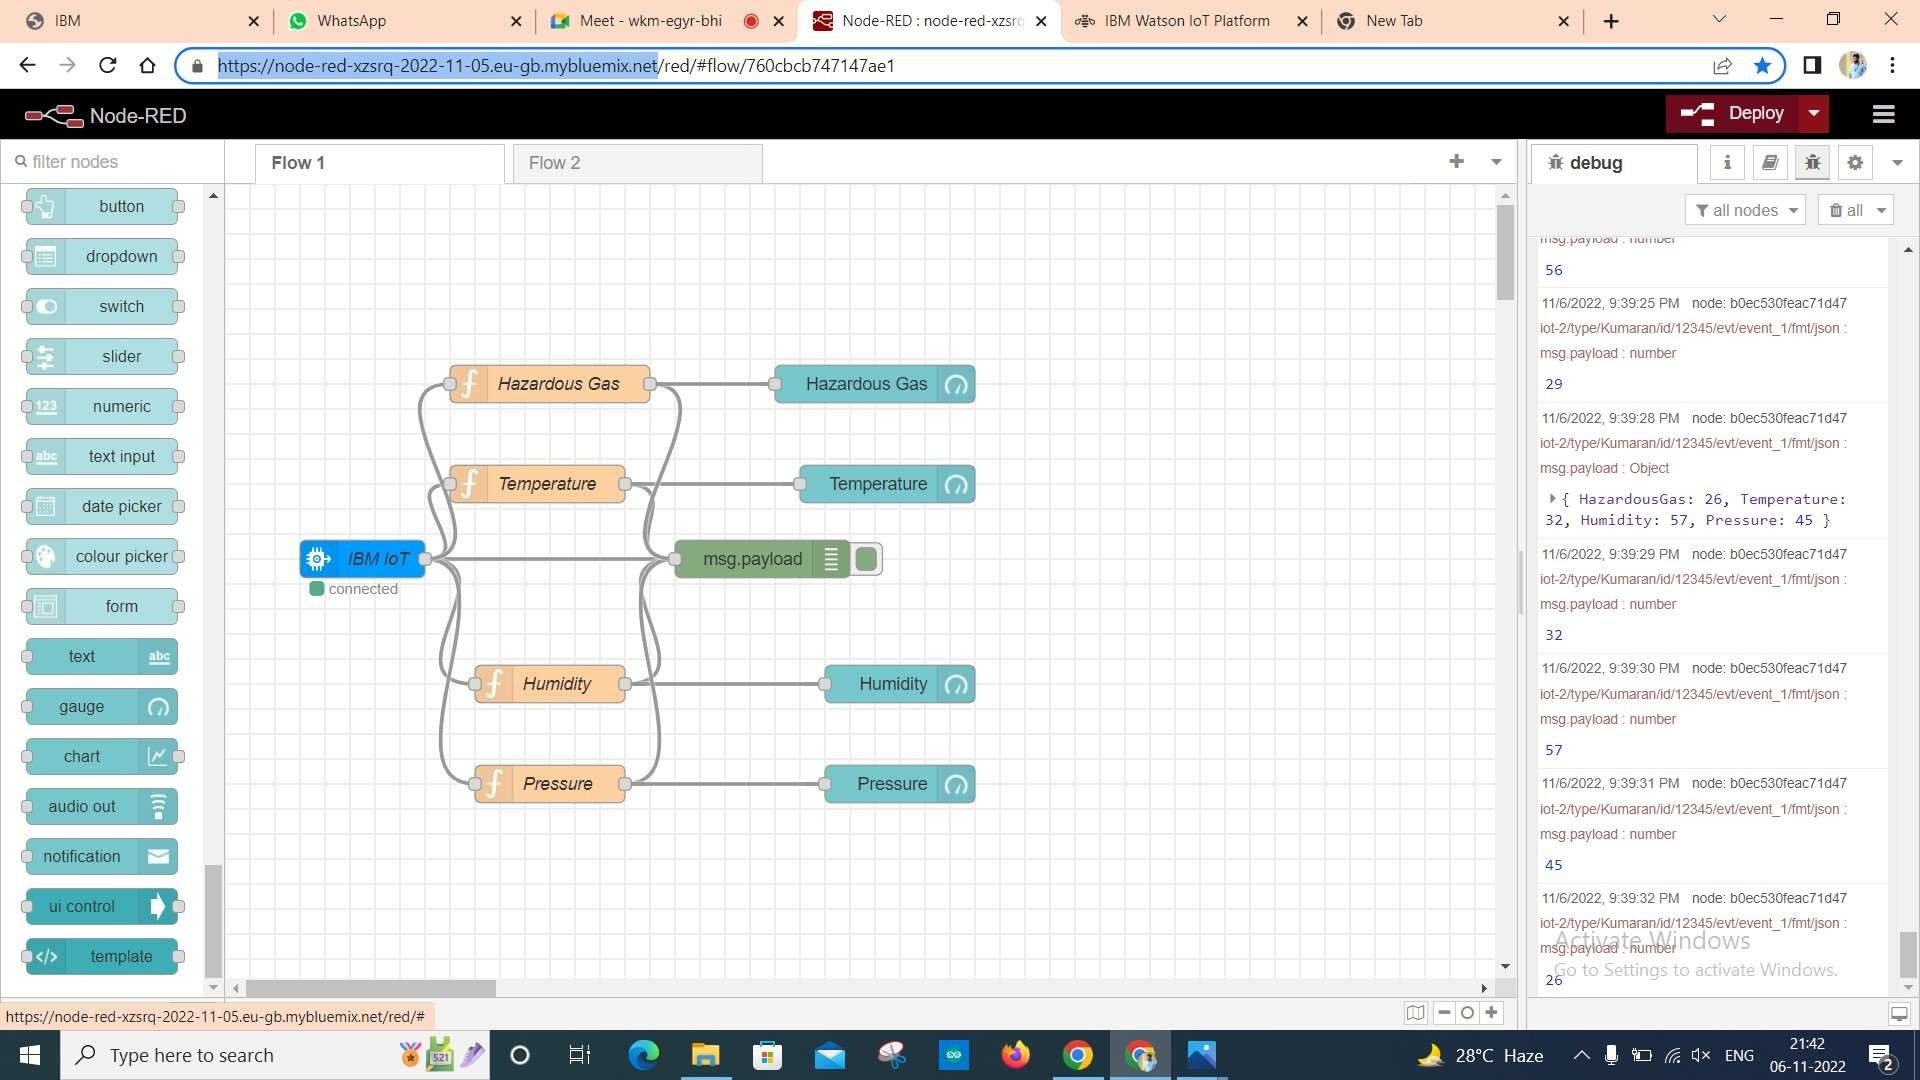 IBM
WhatsApp
Meet - wkm-egyr-bhi
Node-RED : node-red-xzsrq
IBM Watson IoT Platform
New Tab
https://node-red-xzsrq-2022-11-05.eu-gb.mybluemix.net/red/#flow/760cbcb747147ae1
Node-RED
Deploy
filter nodes
Flow 1
Flow 2
debug
i
all nodes
all
button
dropdown
switch
slider
123 numeric
abc text input
date picker
colour picker
form
text abc
gauge
chart
audio out
notification
ui control
</> template
f Hazardous Gas
Hazardous Gas
f Temperature
Temperature
IBM IoT
connected
msg.payload
f Humidity
Humidity
f Pressure
Pressure
msg.payload : number
56
11/6/2022, 9:39:25 PM node: b0ec530feac71d47
iot-2/type/Kumaran/id/12345/evt/event_1/fmt/json :
msg.payload : number
29
11/6/2022, 9:39:28 PM node: b0ec530feac71d47
iot-2/type/Kumaran/id/12345/evt/event_1/fmt/json :
msg.payload : Object
{ HazardousGas: 26, Temperature:
32, Humidity: 57, Pressure: 45 }
11/6/2022, 9:39:29 PM node: b0ec530feac71d47
iot-2/type/Kumaran/id/12345/evt/event_1/fmt/json :
msg.payload : number
32
11/6/2022, 9:39:30 PM node: b0ec530feac71d47
iot-2/type/Kumaran/id/12345/evt/event_1/fmt/json :
msg.payload : number
57
11/6/2022, 9:39:31 PM node: b0ec530feac71d47
iot-2/type/Kumaran/id/12345/evt/event_1/fmt/json :
msg.payload : number
45
11/6/2022, 9:39:32 PM node: b0ec530feac71d47
iot-2/type/Kumaran/id/12345/evt/event_1/fmt/json :
msg.payload : number
26
Activate Windows
Go to Settings to activate Windows.
https://node-red-xzsrq-2022-11-05.eu-gb.mybluemix.net/red/#
Type here to search
521
28°C Haze
ENG
21:42
06-11-2022
2